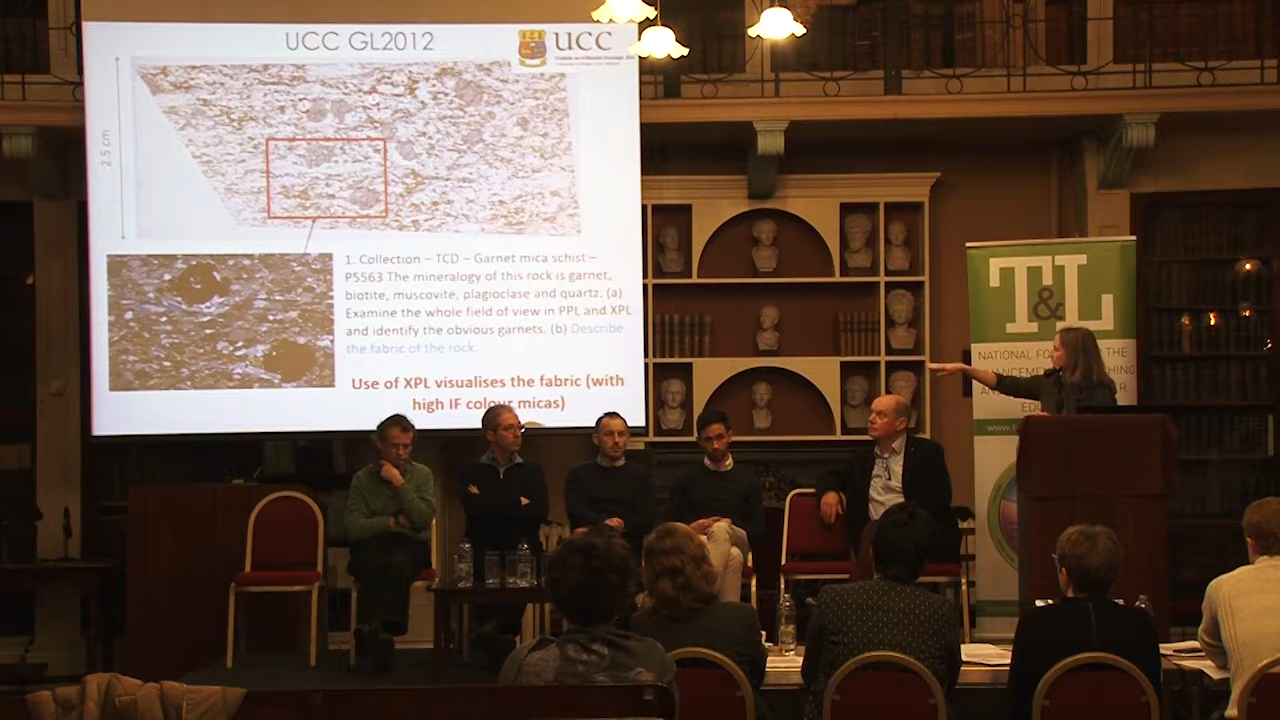 UCC GL2012
UCC
2.5 cm
1. Collection – TCD – Garnet mica schist –
P5563 The mineralogy of this rock is garnet,
biotite, muscovite, plagioclase and quartz. (a)
Examine the whole field of view in PPL and XPL
and identify the obvious garnets. (b) Describe
the fabric of the rock.
Use of XPL visualises the fabric (with
high IF colour micas)
T&L
NATIONAL FO THE
HING
R
EDU
www.t